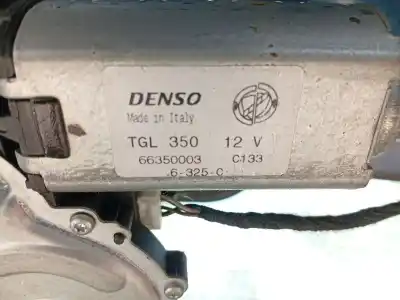 DENSO
Made in Italy
TGL 350 12 V
66350003 C133
.6-325-C